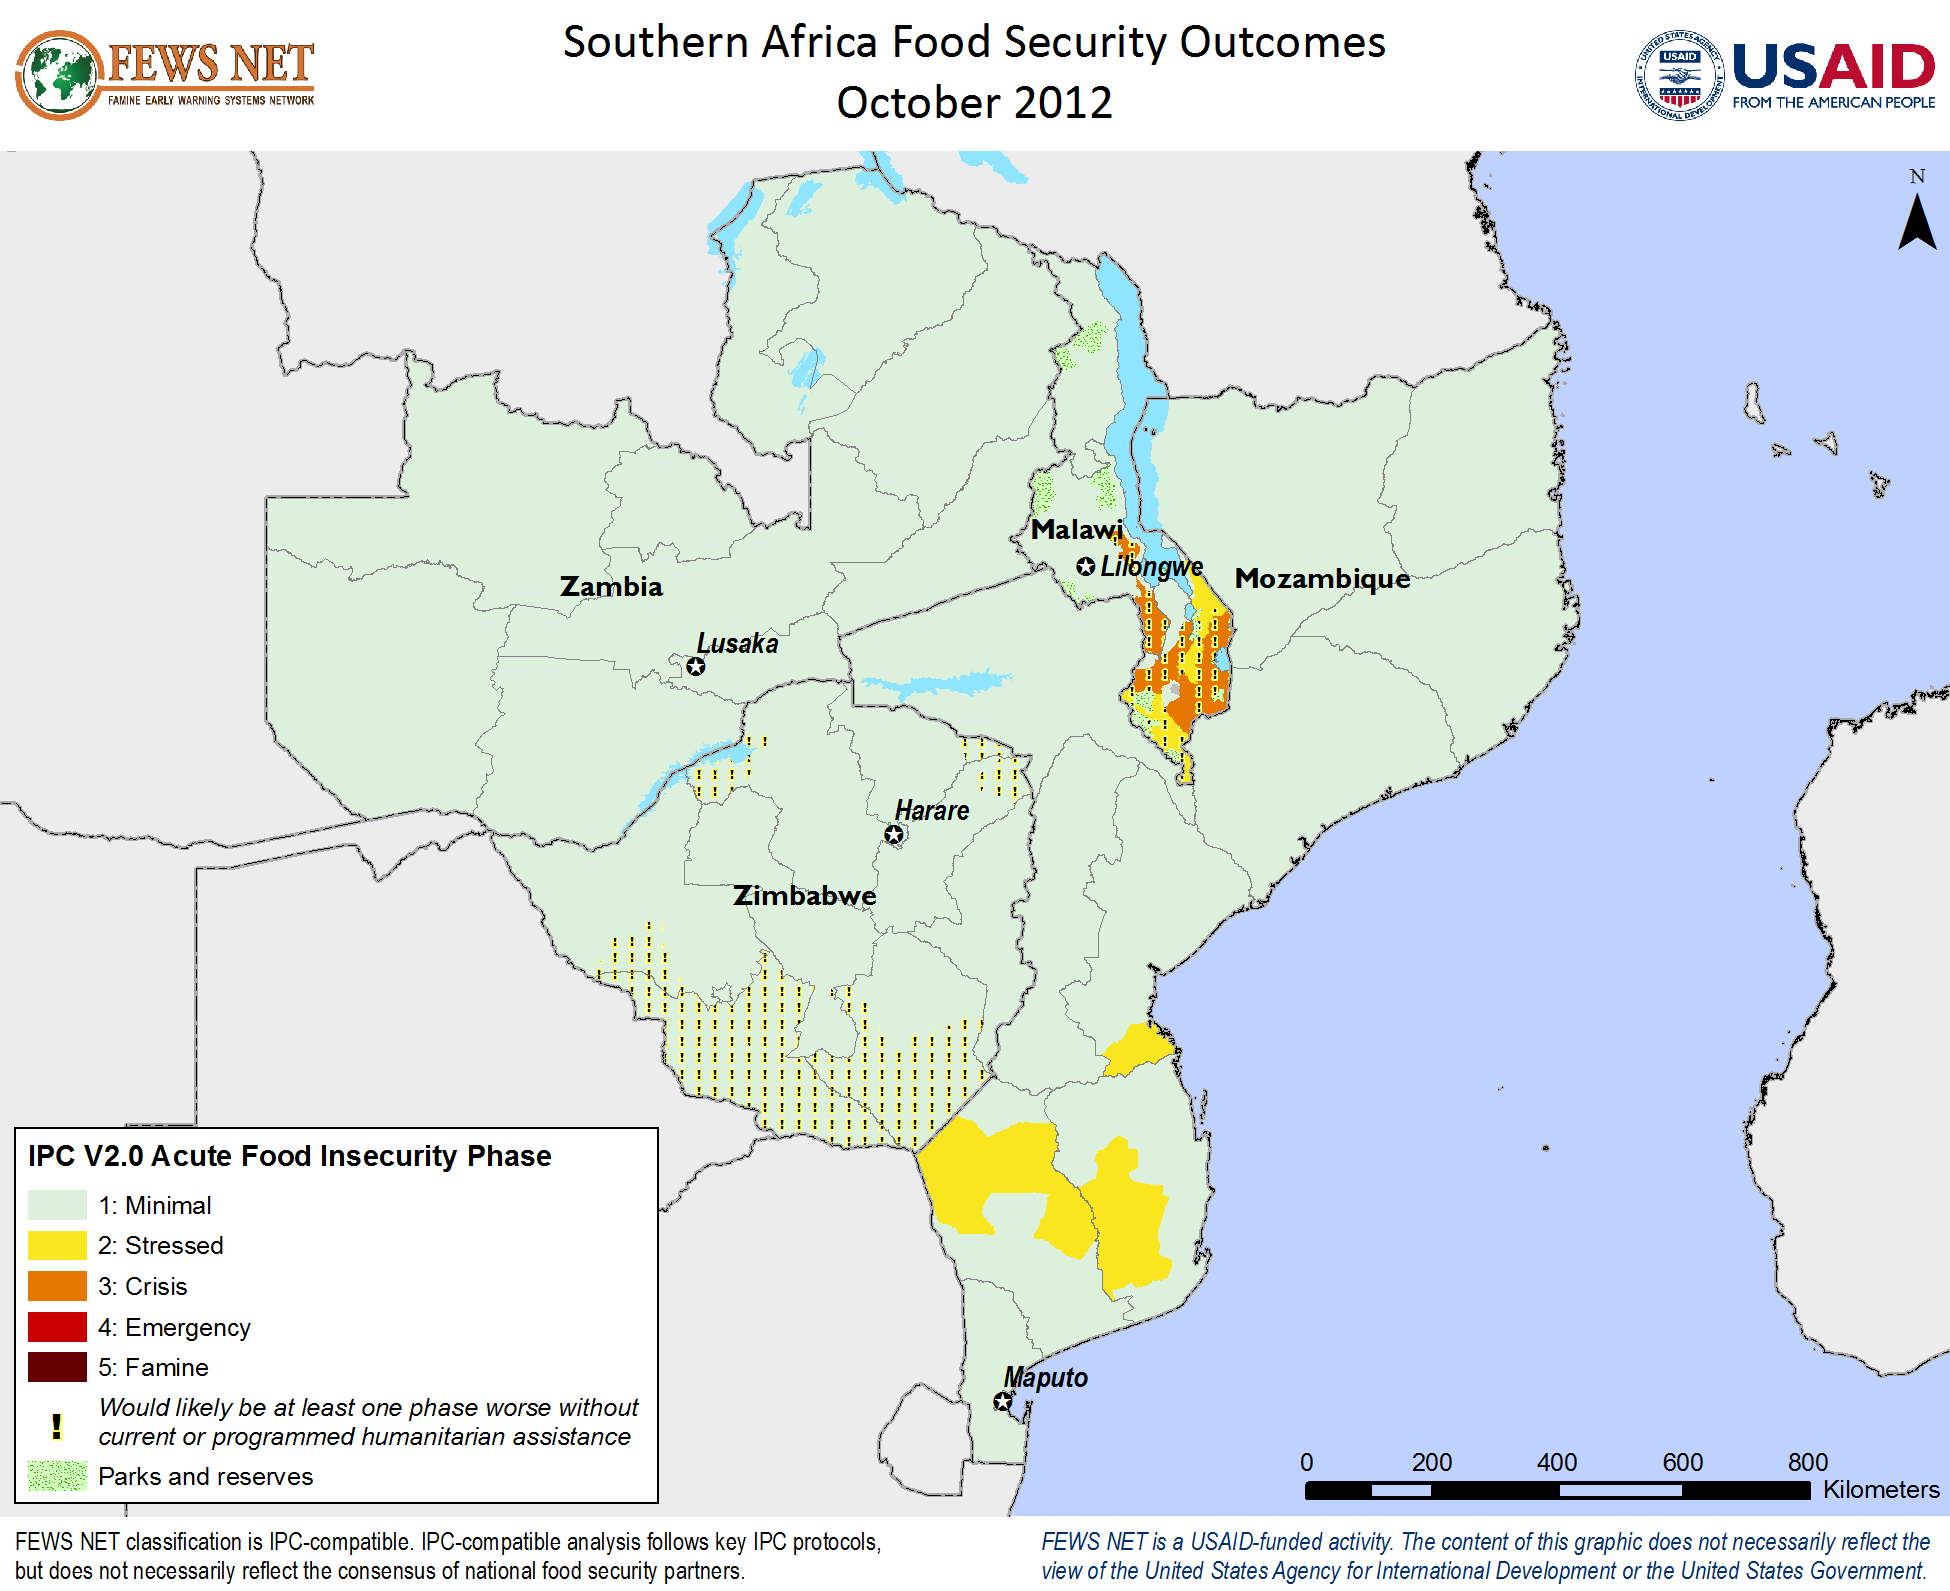 FEWS NET
FAMINE EARLY WARNING SYSTEMS NETWORK
Southern Africa Food Security Outcomes
October 2012
UNITED STATES AGENCY
USAID
INTERNATIONAL DEVELOPMENT
USAID
FROM THE AMERICAN PEOPLE
N
Malawi
Lilongwe
Mozambique
Zambia
Lusaka
Harare
Zimbabwe
Maputo
IPC V2.0 Acute Food Insecurity Phase
1: Minimal
2: Stressed
3: Crisis
4: Emergency
5: Famine
! Would likely be at least one phase worse without
current or programmed humanitarian assistance
Parks and reserves
0 200 400 600 800
Kilometers
FEWS NET classification is IPC-compatible. IPC-compatible analysis follows key IPC protocols,
but does not necessarily reflect the consensus of national food security partners.
FEWS NET is a USAID-funded activity. The content of this graphic does not necessarily reflect the
view of the United States Agency for International Development or the United States Government.